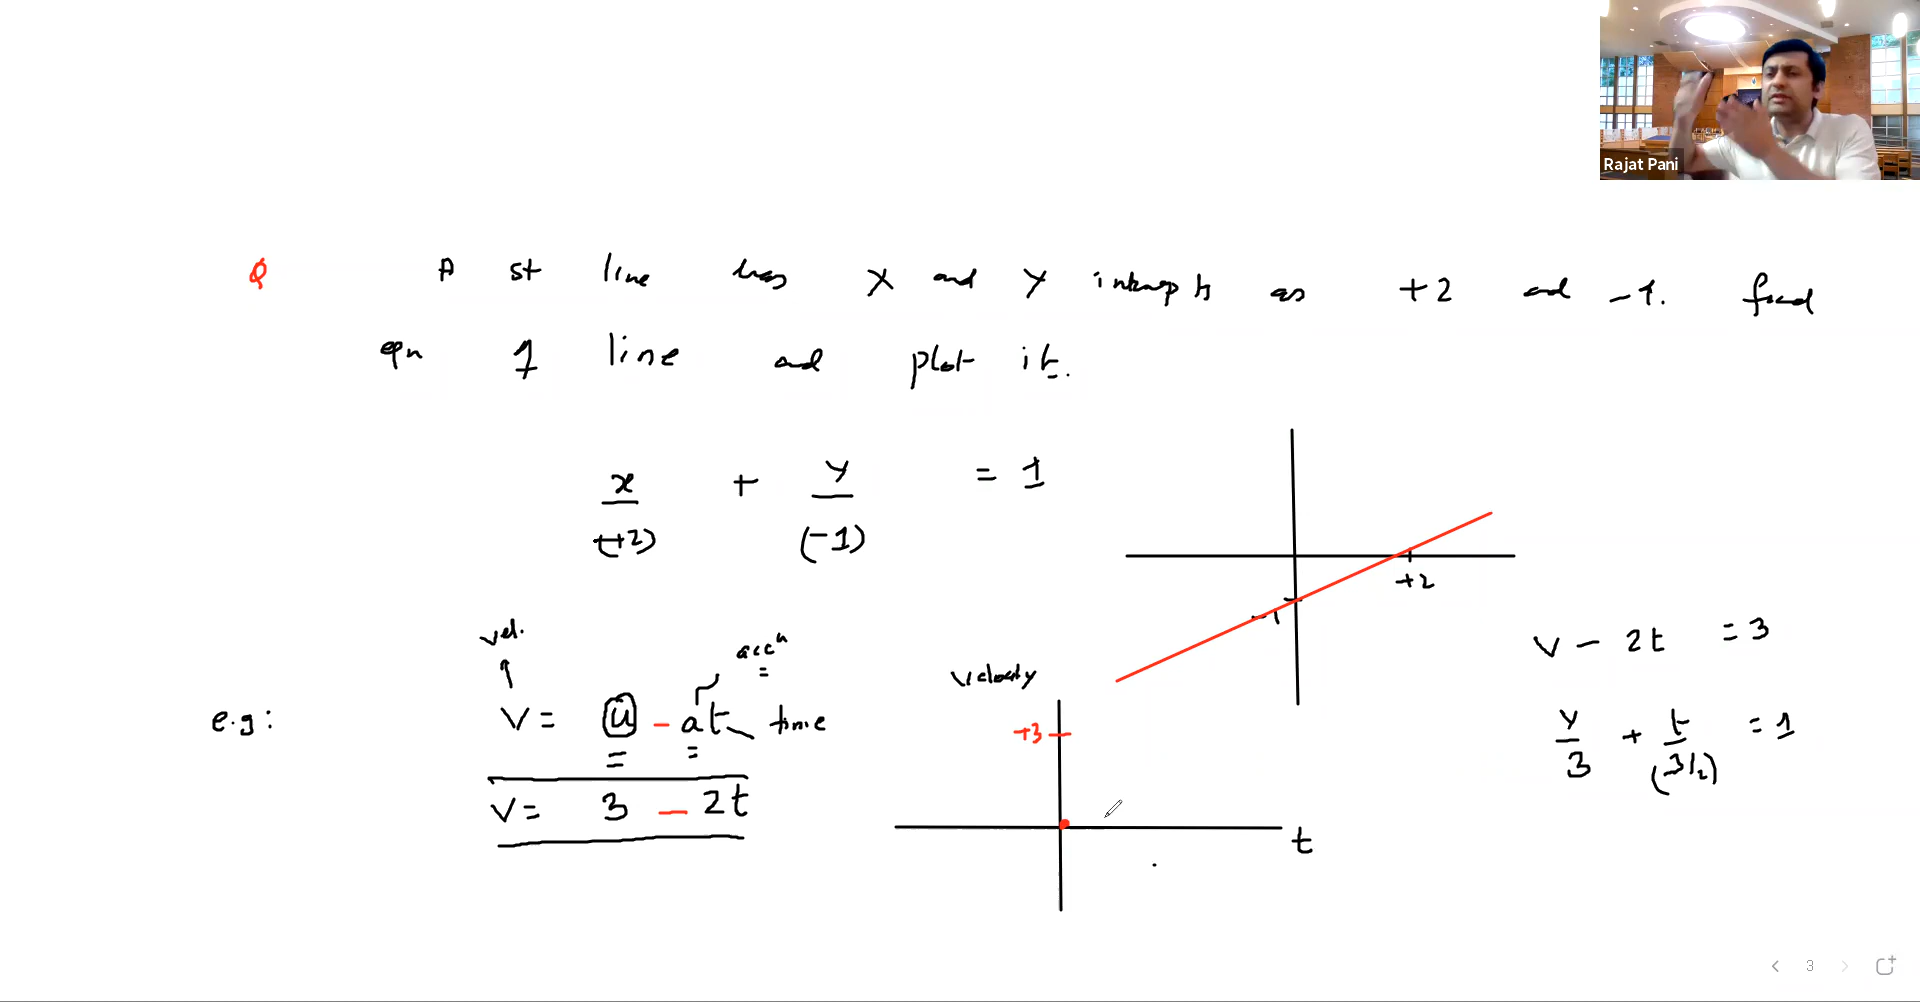 Rajat Pani
Q A st line has X and Y intercepts as +2 and -1. find
eqn of line and plot it.
x/(+2) + y/(-1) = 1
+2
-1
vel.
accn
e.g: V = u - at time
V = 3 - 2t
velocity
+3
t
V - 2t = 3
V/3 + t/(3/2) = 1
3